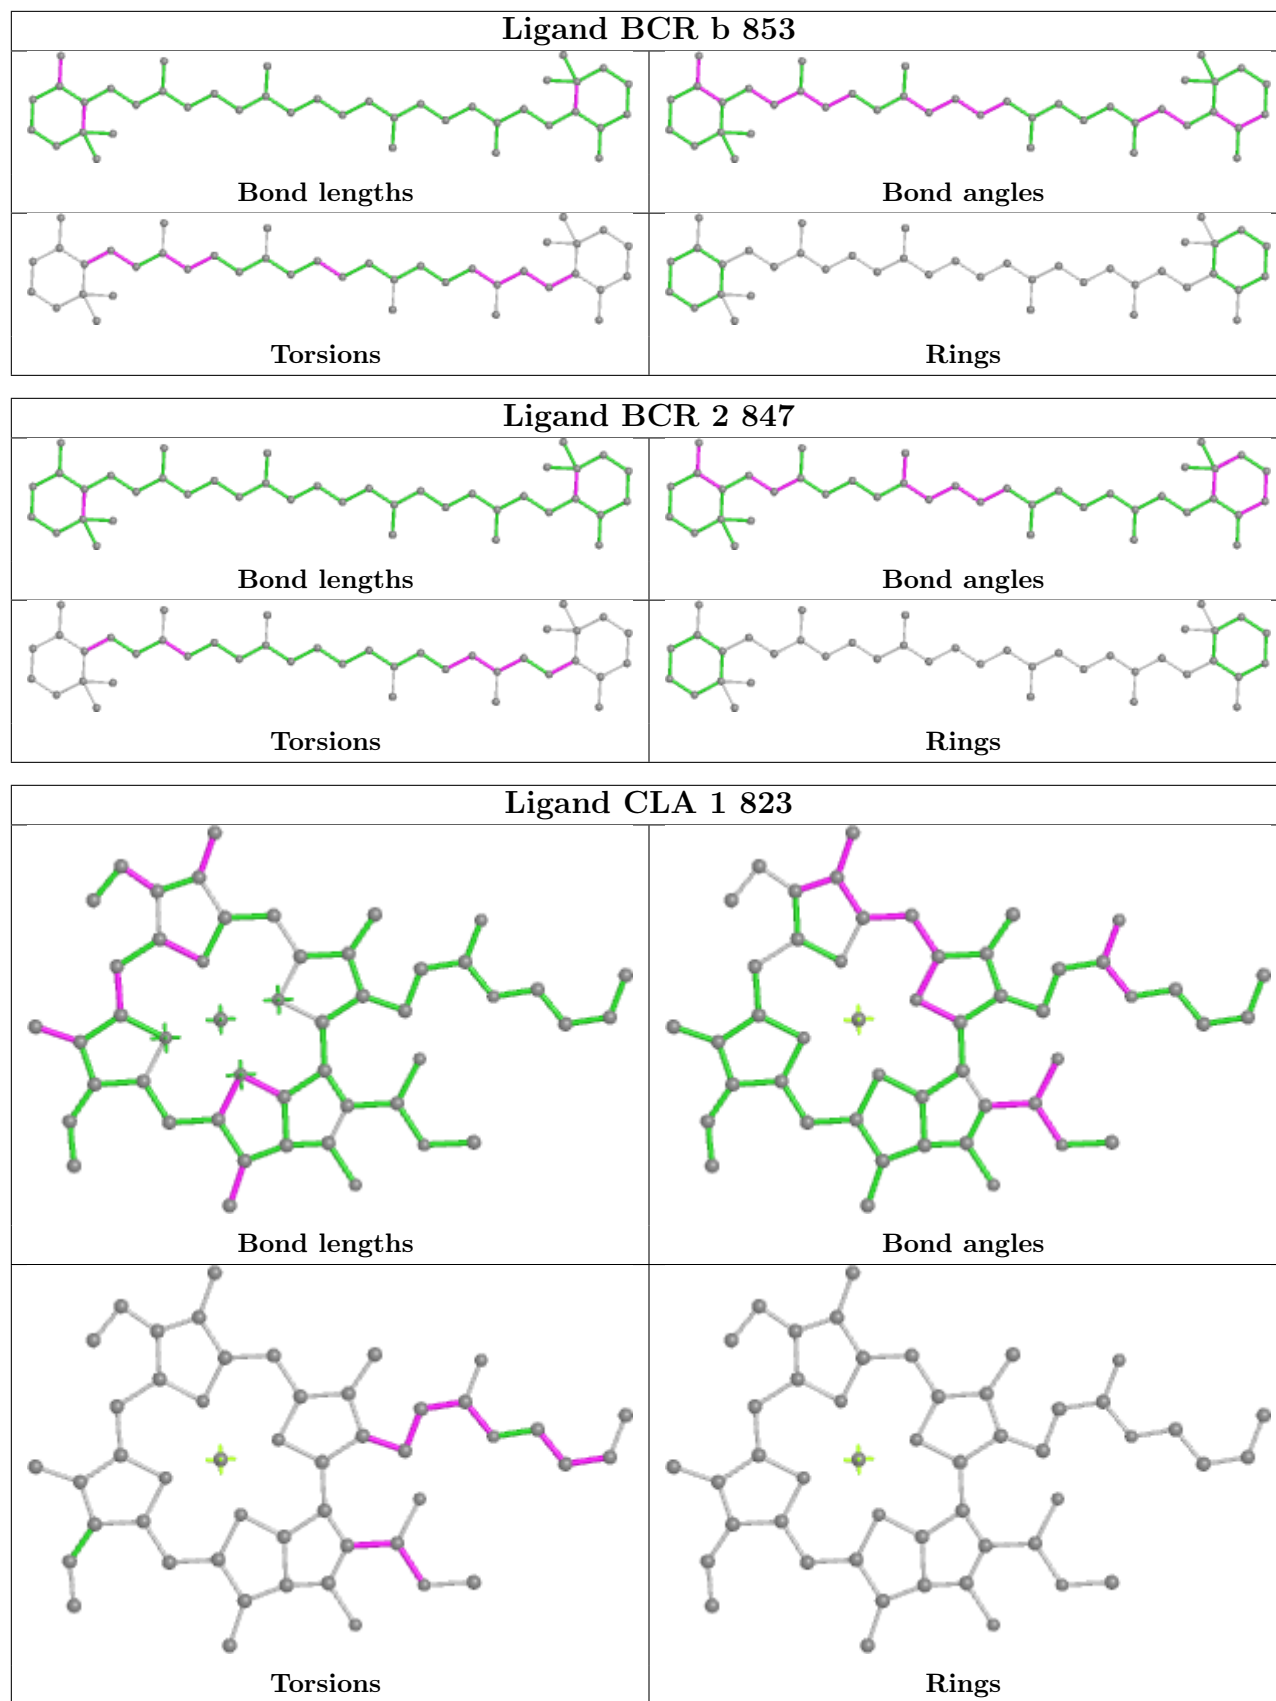 Ligand BCR b 853
Bond lengths
Bond angles
Torsions
Rings
Ligand BCR 2 847
Bond lengths
Bond angles
Torsions
Rings
Ligand CLA 1 823
Bond lengths
Bond angles
Torsions
Rings